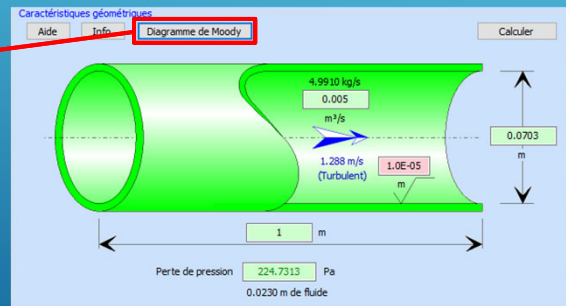 Caractéristiques géométriques
Aide Info Diagramme de Moody Calculer
4.9910 kg/s
0.005
m³/s
0.0703
m
1.288 m/s
(Turbulent)
1.0E-05
m
1 m
Perte de pression 224.7313 Pa
0.0230 m de fluide